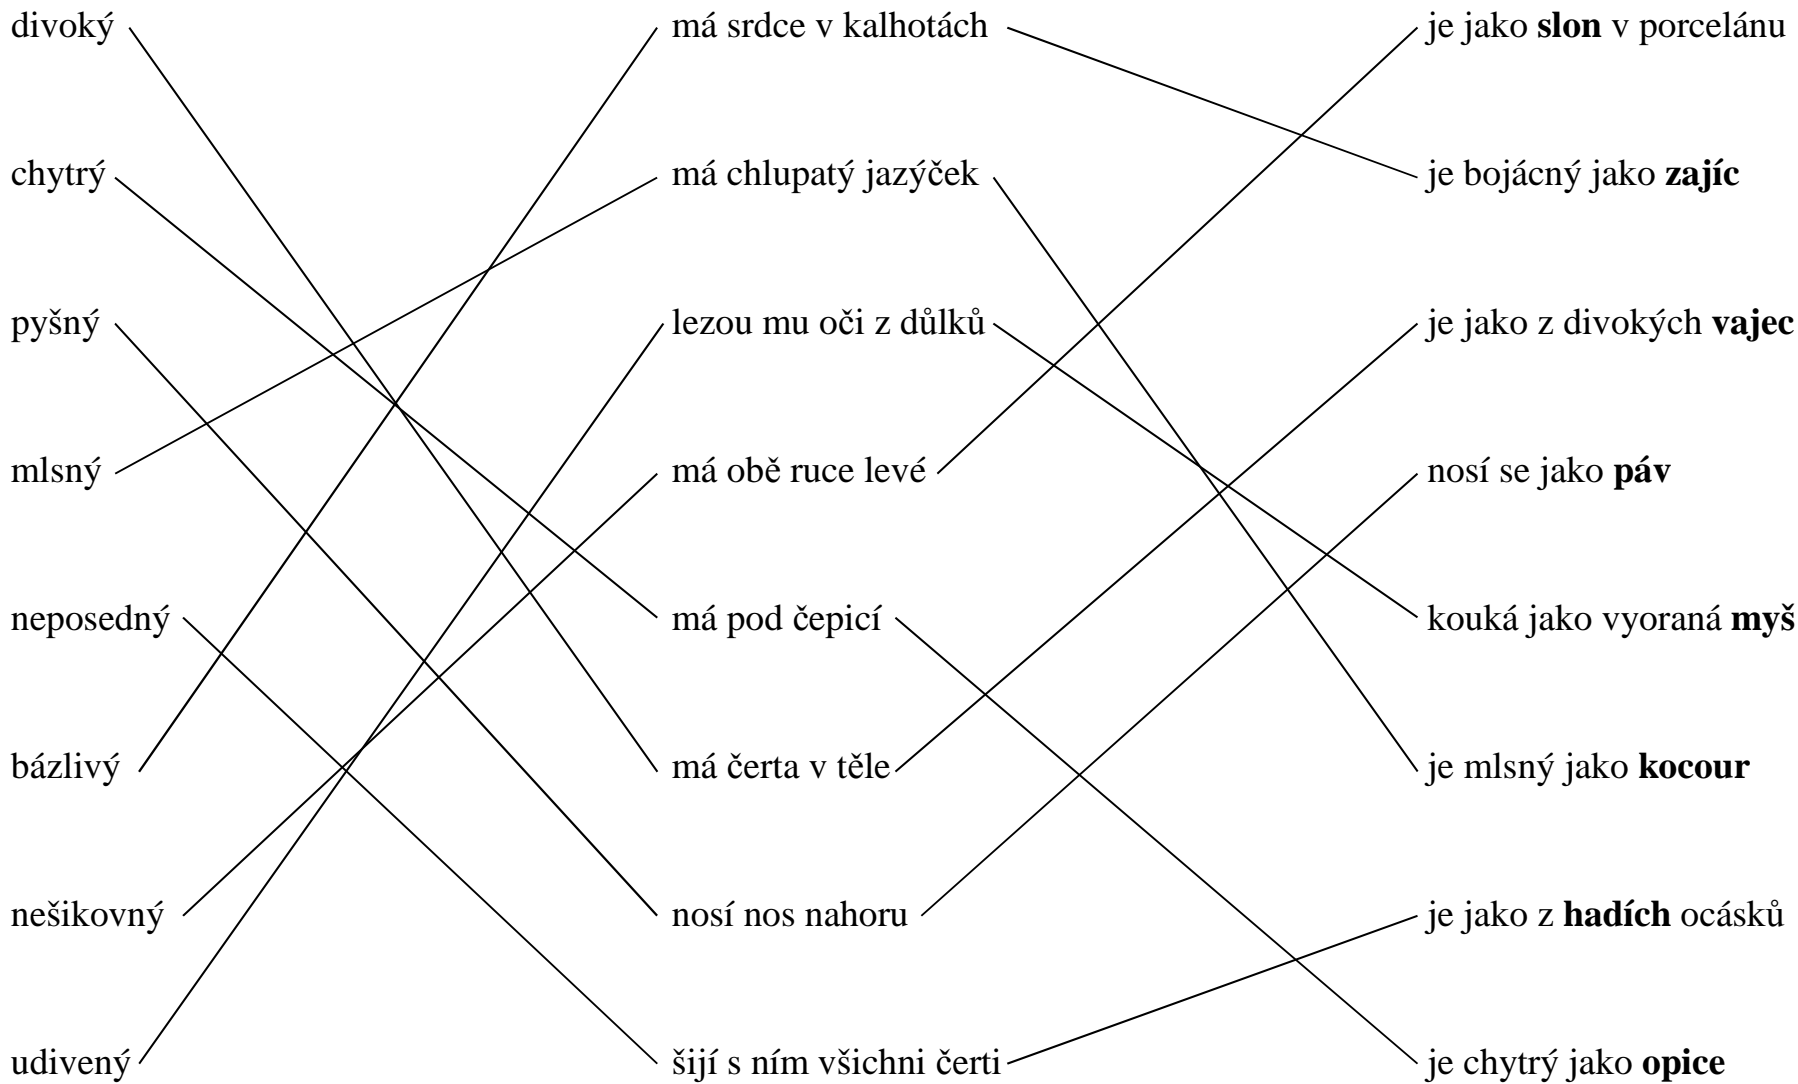 divoký má srdce v kalhotách je jako slon v porcelánu
chytrý má chlupatý jazýček je bojácný jako zajíc
pyšný lezou mu oči z důlků je jako z divokých vajec
mlsný má obě ruce levé nosí se jako páv
neposedný má pod čepicí kouká jako vyoraná myš
bázlivý má čerta v těle je mlsný jako kocour
nešikovný nosí nos nahoru je jako z hadích ocásků
udivený šijí s ním všichni čerti je chytrý jako opice